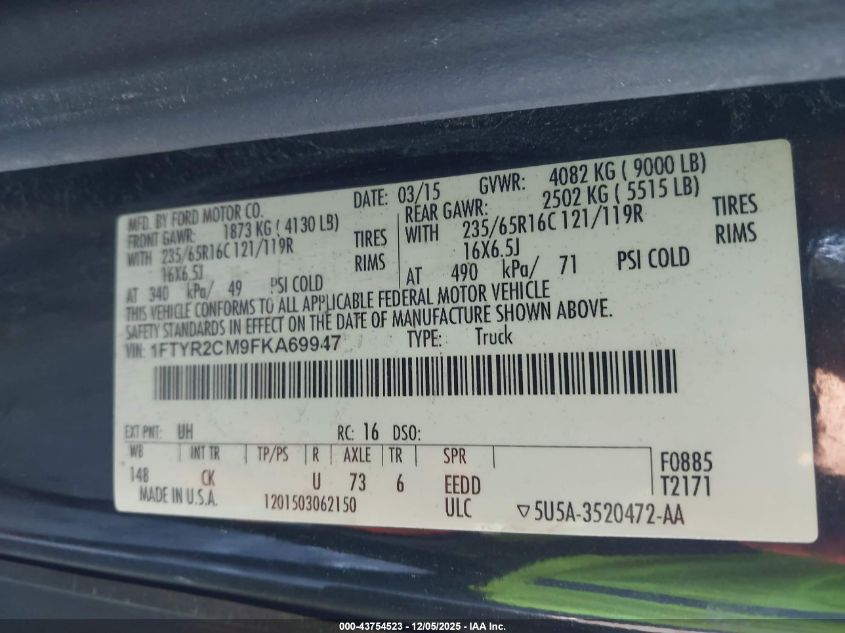 MFD. BY FORD MOTOR CO. DATE: 03/15 GVWR: 4082 KG ( 9000 LB)
FRONT GAWR: 1873 KG ( 4130 LB) REAR GAWR: 2502 KG ( 5515 LB)
WITH 235/65R16C 121/119R TIRES WITH 235/65R16C 121/119R TIRES
16X6.5J RIMS 16X6.5J RIMS
AT 340 kPa/ 49 PSI COLD AT 490 kPa/ 71 PSI COLD
THIS VEHICLE CONFORMS TO ALL APPLICABLE FEDERAL MOTOR VEHICLE
SAFETY STANDARDS IN EFFECT ON THE DATE OF MANUFACTURE SHOWN ABOVE.
VIN: 1FTYR2CM9FKA69947 TYPE: Truck
EXT PNT: UH RC: 16 DSO:
WB INT TR TP/PS R AXLE TR SPR F0885
148 CK U 73 6 EEDD T2171
MADE IN U.S.A. 1201503062150 ULC ▽5U5A-3520472-AA
000-43754523 - 12/05/2025 - IAA Inc.